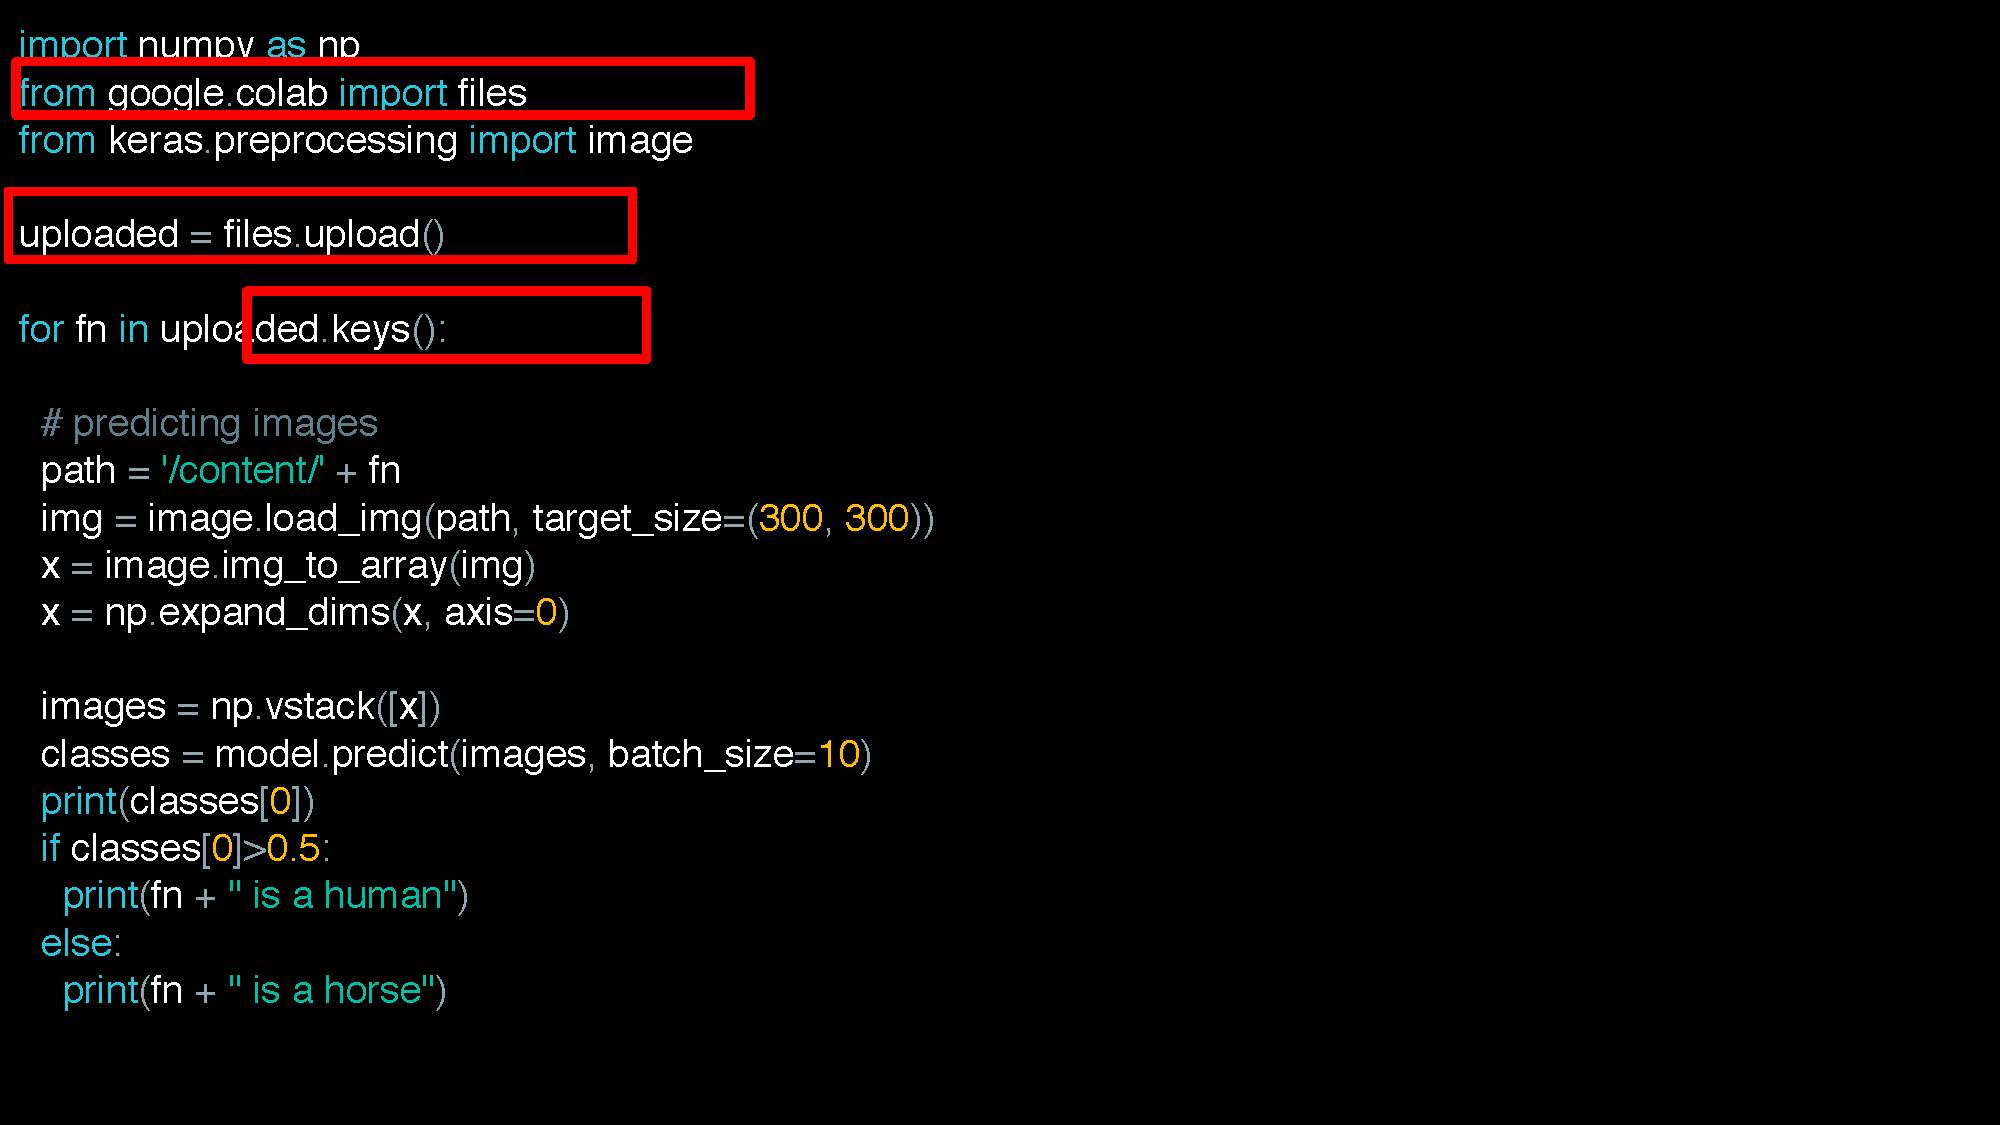 import numpy as np
from google.colab import files
from keras.preprocessing import image
uploaded = files.upload()
for fn in uploaded.keys():
# predicting images
path = '/content/' + fn
img = image.load_img(path, target_size=(300, 300))
x = image.img_to_array(img)
x = np.expand_dims(x, axis=0)
images = np.vstack([x])
classes = model.predict(images, batch_size=10)
print(classes[0])
if classes[0]>0.5:
print(fn + " is a human")
else:
print(fn + " is a horse")